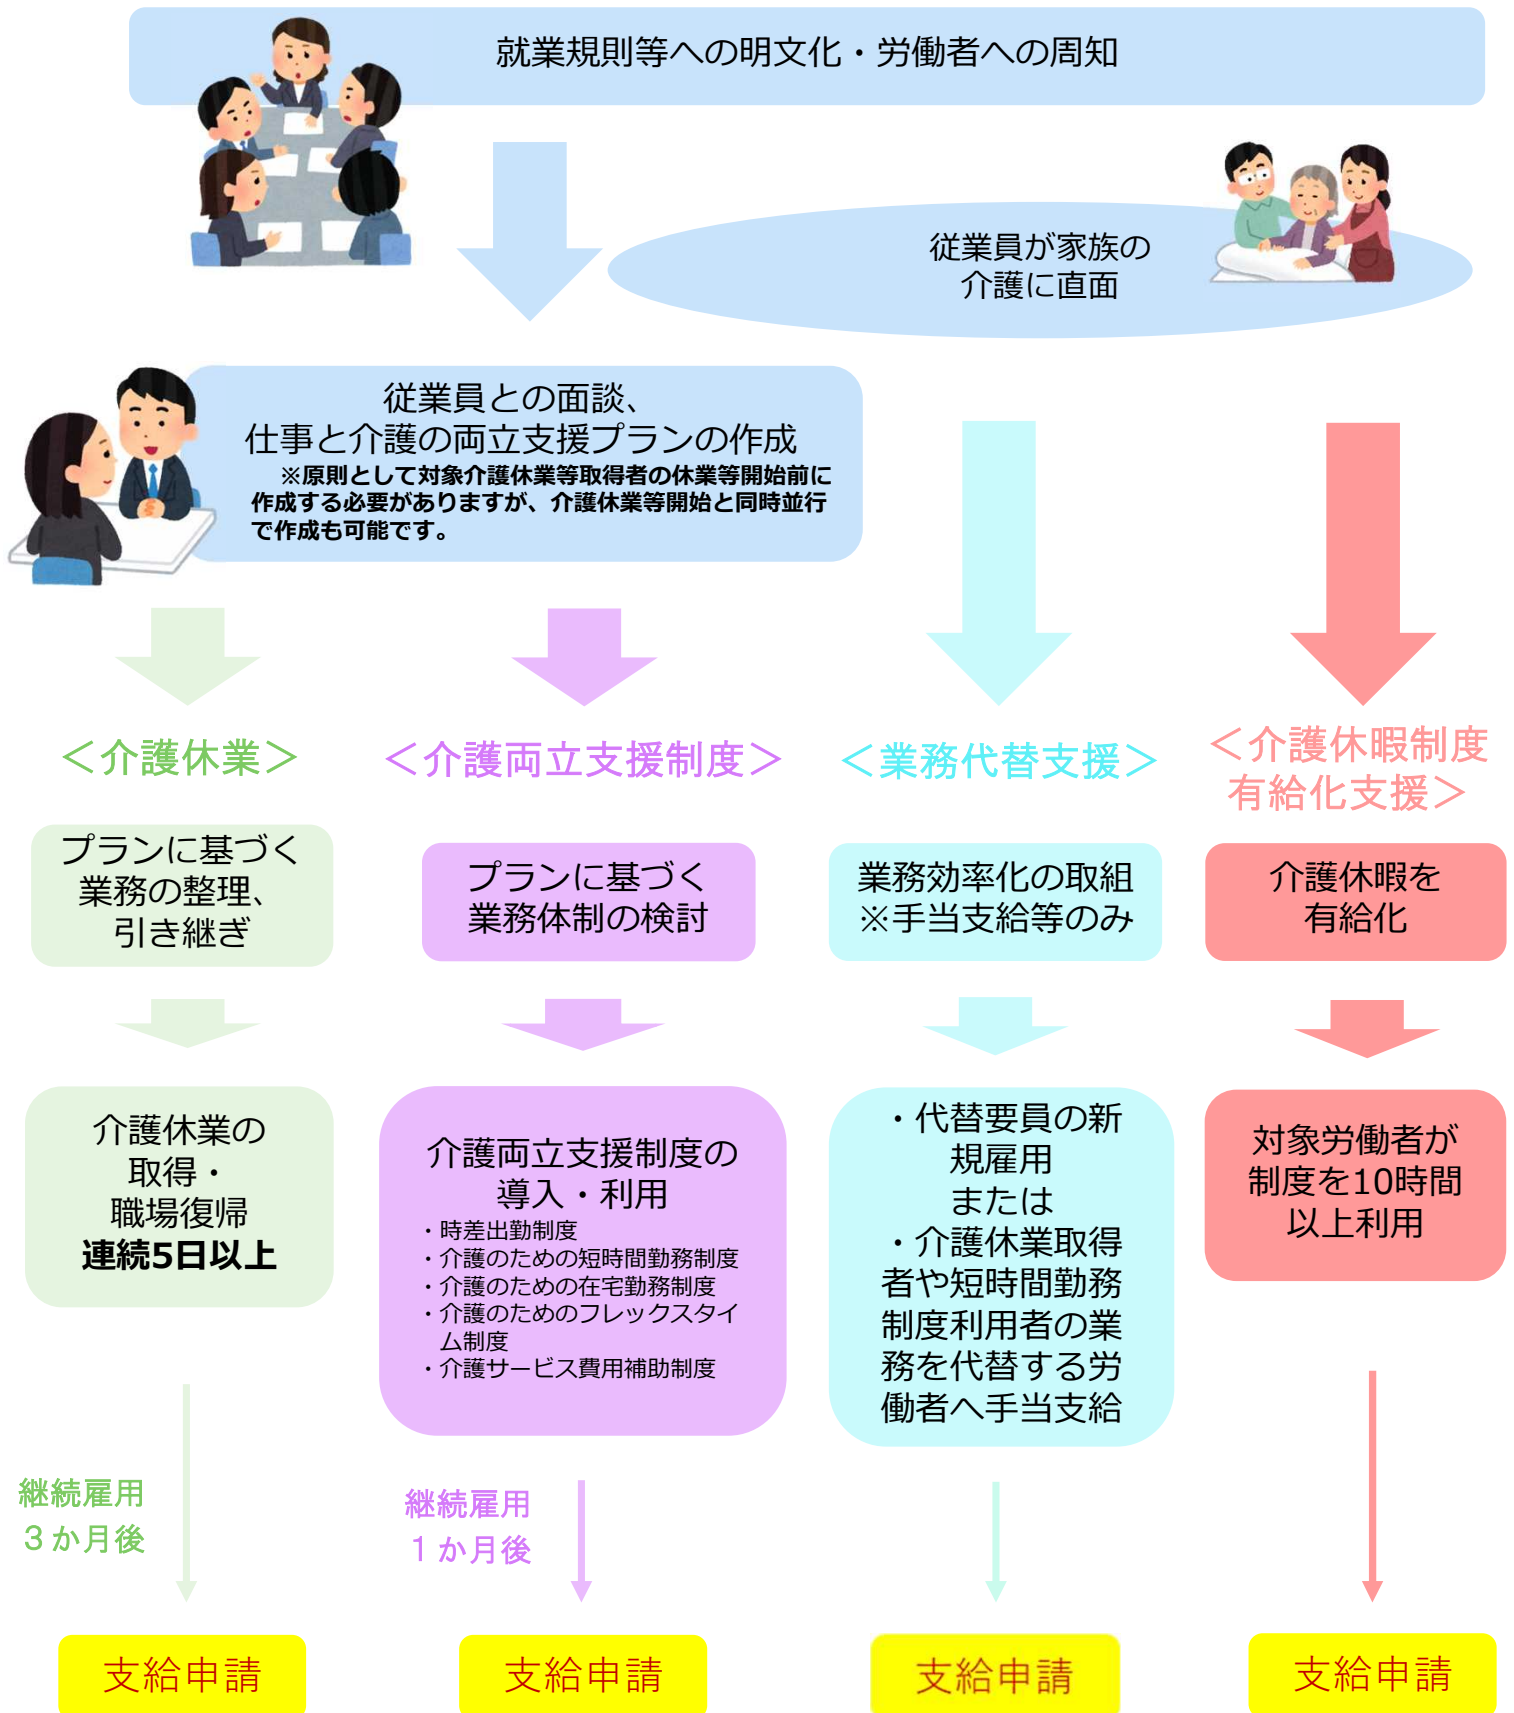 就業規則等への明文化・労働者への周知
従業員が家族の
介護に直面
従業員との面談、
仕事と介護の両立支援プランの作成
※原則として対象介護休業等取得者の休業等開始前に
作成する必要がありますが、介護休業等開始と同時並行
で作成も可能です。
＜介護休業＞
プランに基づく
業務の整理、
引き継ぎ
介護休業の
取得・
職場復帰
連続5日以上
継続雇用
３か月後
支給申請
＜介護両立支援制度＞
プランに基づく
業務体制の検討
介護両立支援制度の
導入・利用
・時差出勤制度
・介護のための短時間勤務制度
・介護のための在宅勤務制度
・介護のためのフレックスタイ
ム制度
・介護サービス費用補助制度
継続雇用
１か月後
支給申請
＜業務代替支援＞
業務効率化の取組
※手当支給等のみ
・代替要員の新
規雇用
または
・介護休業取得
者や短時間勤務
制度利用者の業
務を代替する労
働者へ手当支給
支給申請
＜介護休暇制度
有給化支援＞
介護休暇を
有給化
対象労働者が
制度を10時間
以上利用
支給申請